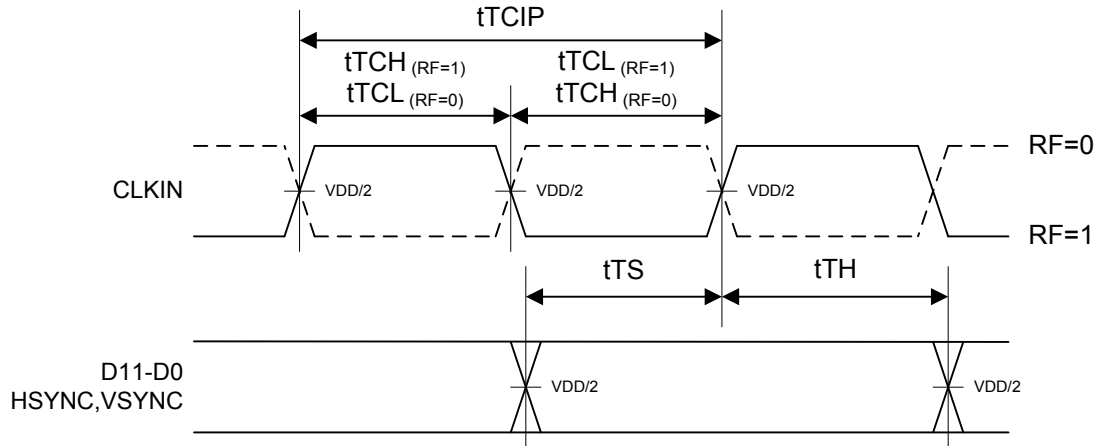 tTCIP
tTCH (RF=1) tTCL (RF=1)
tTCL (RF=0) tTCH (RF=0)
RF=0
CLKIN VDD/2 VDD/2 VDD/2
RF=1
tTS tTH
D11-D0
HSYNC,VSYNC
VDD/2 VDD/2